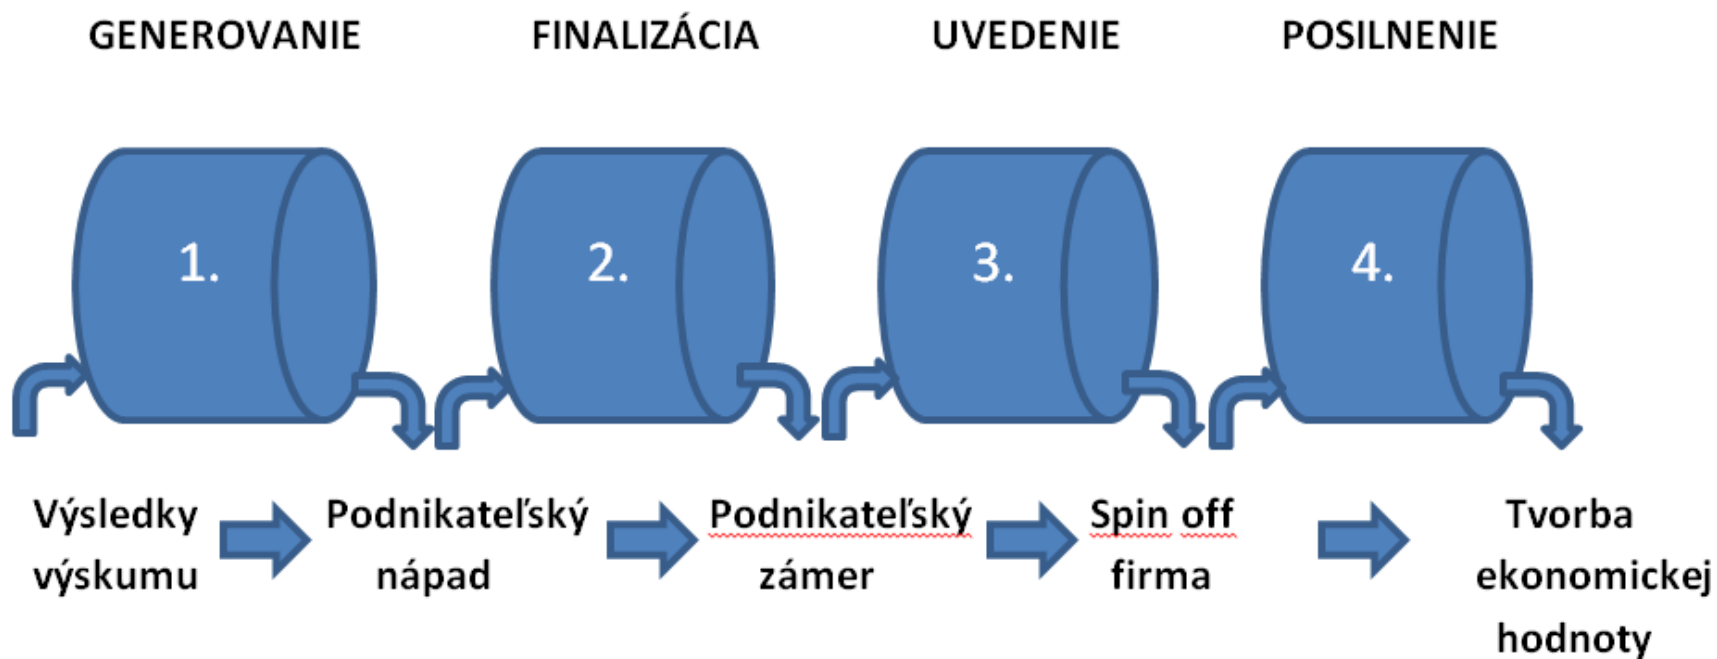 GENEROVANIE FINALIZÁCIA UVEDENIE POSILNENIE
1. 2. 3. 4.
Výsledky
výskumu
Podnikateľský
nápad
Podnikateľský
zámer
Spin off
firma
Tvorba
ekonomickej
hodnoty